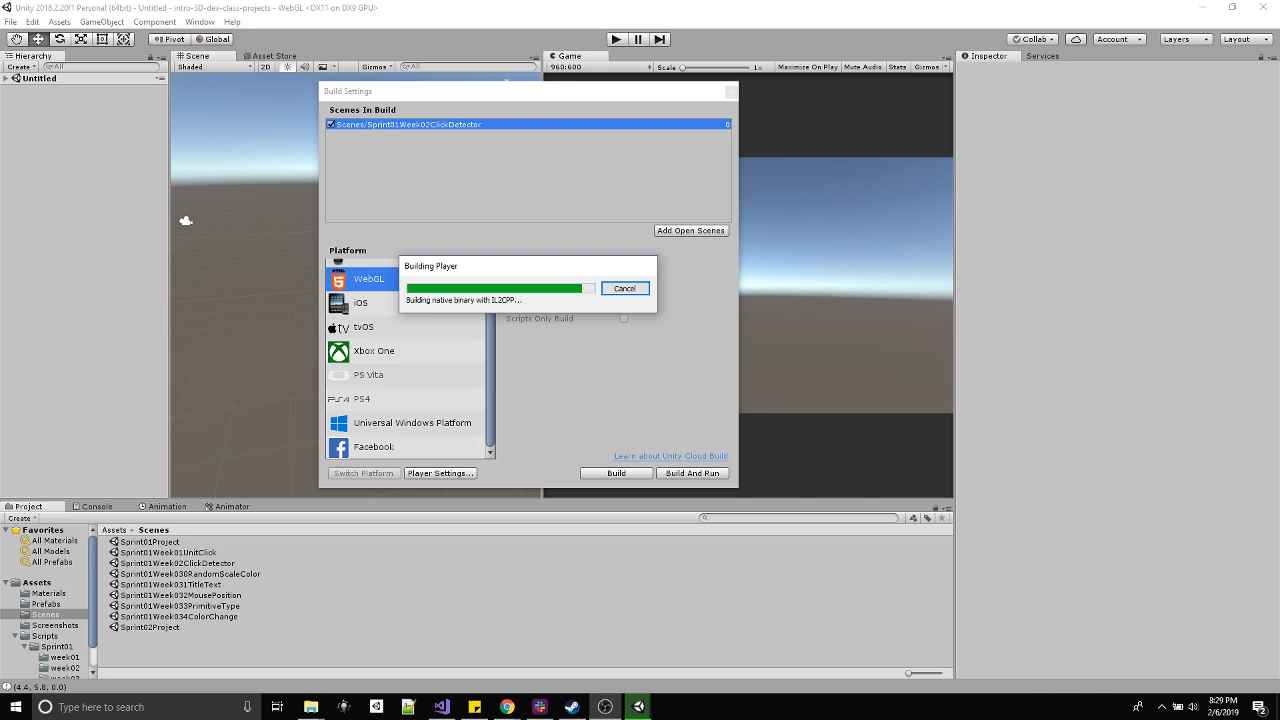 Unity 2018.2.20f1 Personal (64bit) - Untitled - intro-3D-dev-class-projects - WebGL <DX11 on DX9 GPU>
File Edit Assets GameObject Component Window Help
Pivot Global Collab Account Layers Layout
Hierarchy Scene Asset Store Game Inspector Services
Create All Shaded 2D Gizmos All 960:600 Scale 1x Maximize On Play Mute Audio Stats Gizmos
Untitled
Build Settings
Scenes In Build
Scenes/Sprint01Week02ClickDetector 0
Add Open Scenes
Platform
HTML
WebGL
iOS
tv tvOS
Xbox One
PS Vita
PS4
Universal Windows Platform
Facebook
Building Player
Cancel
Building native binary with IL2CPP...
Scripts Only Build
Learn about Unity Cloud Build
Switch Platform Player Settings... Build Build And Run
Project Console Animation Animator
Create
Favorites
All Materials
All Models
All Prefabs
Assets
Materials
Prefabs
Scenes
Screenshots
Scripts
Sprint01
week01
week02
Assets Scenes
Sprint01Project
Sprint01Week01UnitClick
Sprint01Week02ClickDetector
Sprint01Week030RandomScaleColor
Sprint01Week031TitleText
Sprint01Week032MousePosition
Sprint01Week033PrimitiveType
Sprint01Week034ColorChange
Sprint02Project
(4.4, 5.8, 0.0)
Type here to search
8:29 PM
2/6/2019